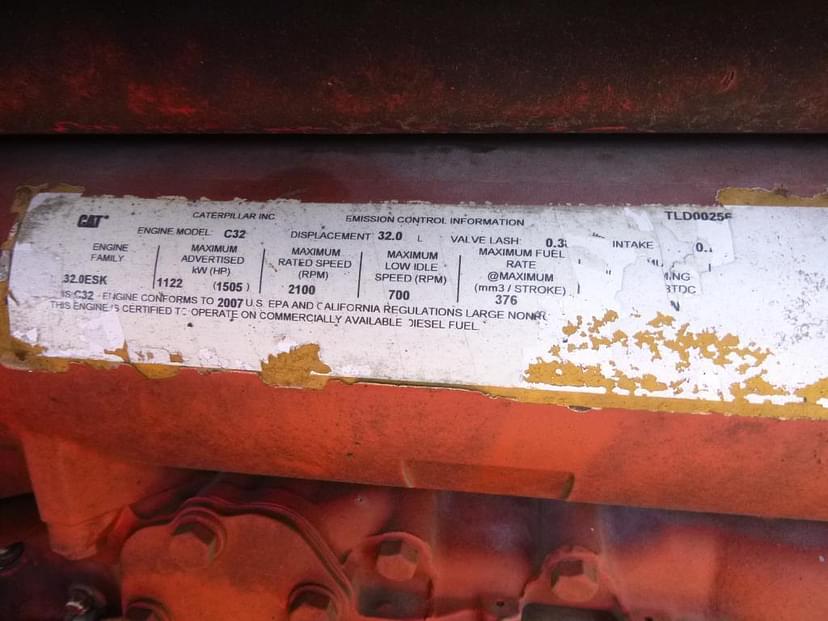 CAT® CATERPILLAR INC EMISSION CONTROL INFORMATION TLD00256
ENGINE MODEL: C32 DISPLACEMENT 32.0 L VALVE LASH: INTAKE
ENGINE MAXIMUM MAXIMUM MAXIMUM MAXIMUM FUEL
FAMILY ADVERTISED RATED SPEED LOW IDLE RATE
kW (HP) (RPM) SPEED (RPM) @MAXIMUM
(mm3 / STROKE) BTDC
32.0ESK 1122 (1505) 2100 700 376
C32 ENGINE CONFORMS TO 2007 U.S. EPA AND CALIFORNIA REGULATIONS LARGE
THIS ENGINE IS CERTIFIED TO OPERATE ON COMMERCIALLY AVAILABLE DIESEL FUEL